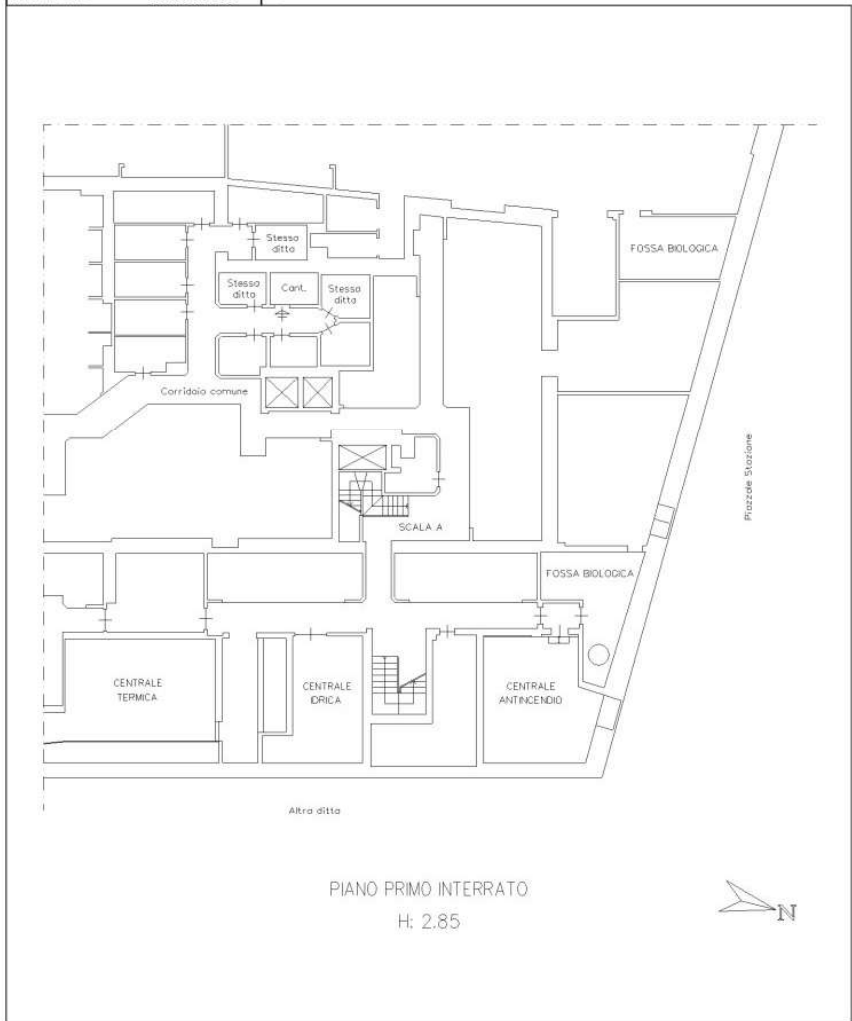 Stessa
ditta
FOSSA BIOLOGICA
Stessa
ditta
Cant.
Stessa
ditta
Corridoio comune
Piazzale Stazione
SCALA A
FOSSA BIOLOGICA
CENTRALE
TERMICA
CENTRALE
IDRICA
CENTRALE
ANTINCENDIO
Altra ditta
PIANO PRIMO INTERRATO
H: 2.85
N